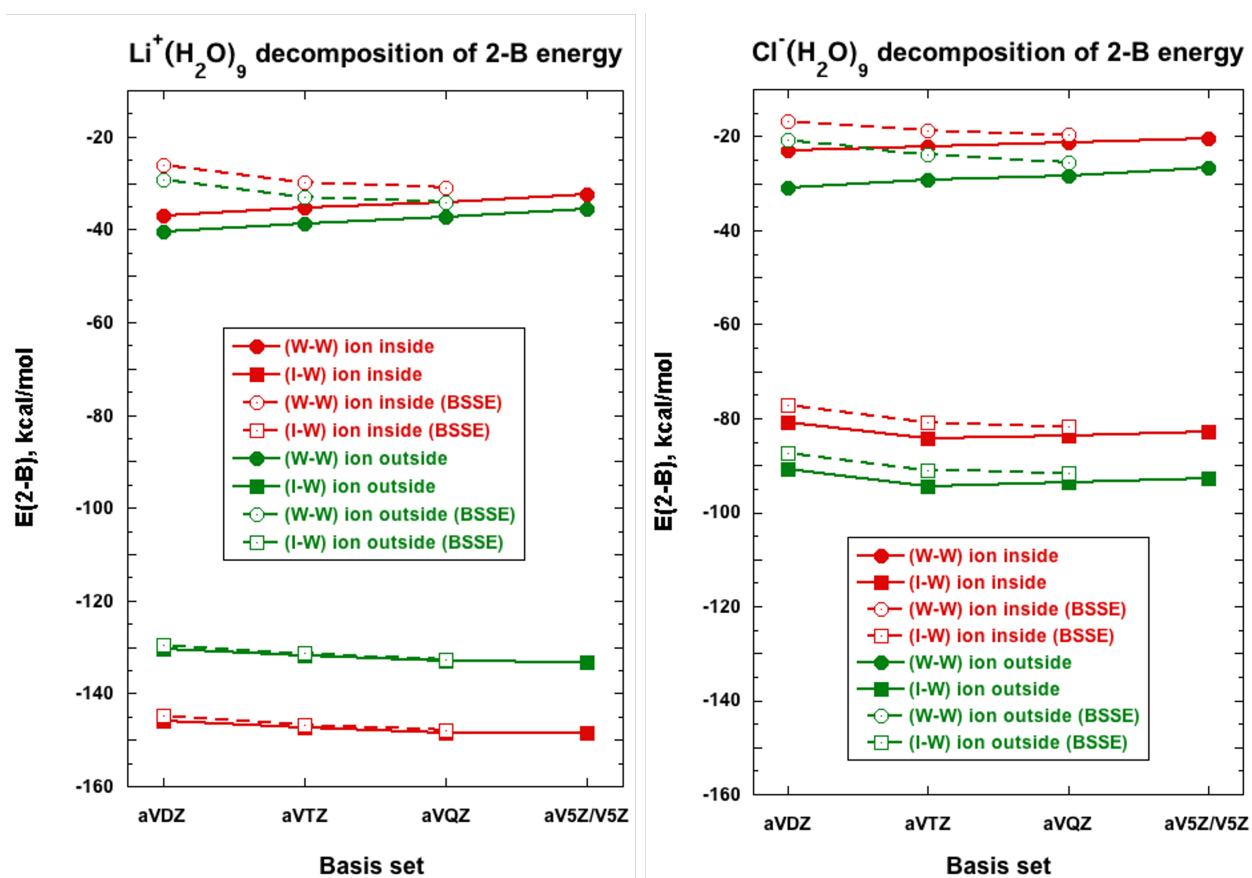 Li+(H2O)9 decomposition of 2-B energy
E(2-B), kcal/mol
-20
-40
-60
-80
-100
-120
-140
-160
(W-W) ion inside
(I-W) ion inside
(W-W) ion inside (BSSE)
(I-W) ion inside (BSSE)
(W-W) ion outside
(I-W) ion outside
(W-W) ion outside (BSSE)
(I-W) ion outside (BSSE)
aVDZ aVTZ aVQZ aV5Z/V5Z
Basis set
Cl-(H2O)9 decomposition of 2-B energy
E(2-B), kcal/mol
-20
-40
-60
-80
-100
-120
-140
-160
(W-W) ion inside
(I-W) ion inside
(W-W) ion inside (BSSE)
(I-W) ion inside (BSSE)
(W-W) ion outside
(I-W) ion outside
(W-W) ion outside (BSSE)
(I-W) ion outside (BSSE)
aVDZ aVTZ aVQZ aV5Z/V5Z
Basis set